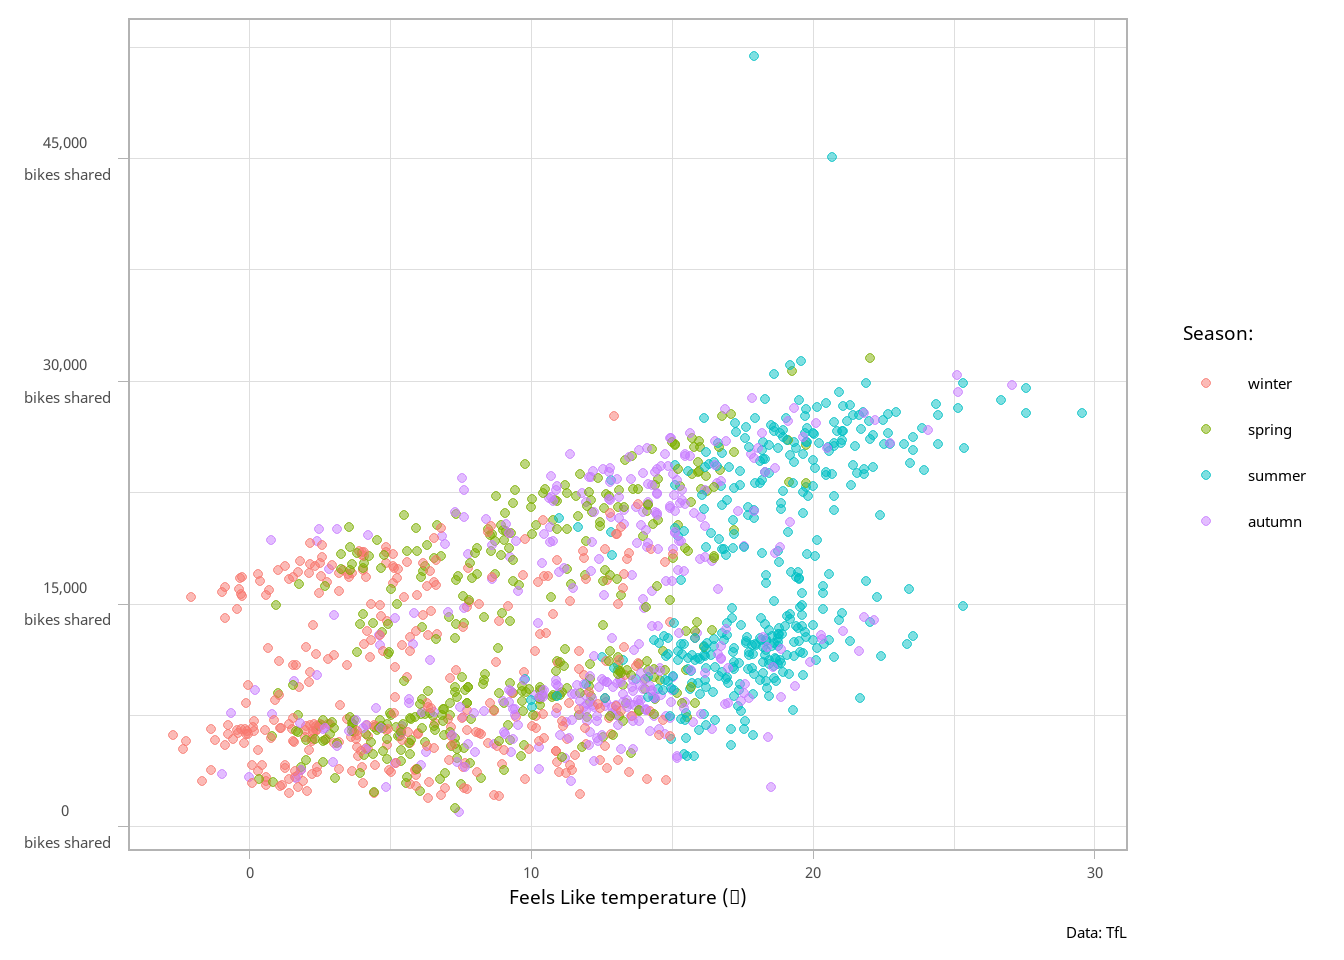 45,000
bikes shared
30,000
bikes shared
15,000
bikes shared
0
bikes shared
0 10 20 30
Feels Like temperature (▯)
Season:
winter
spring
summer
autumn
Data: TfL